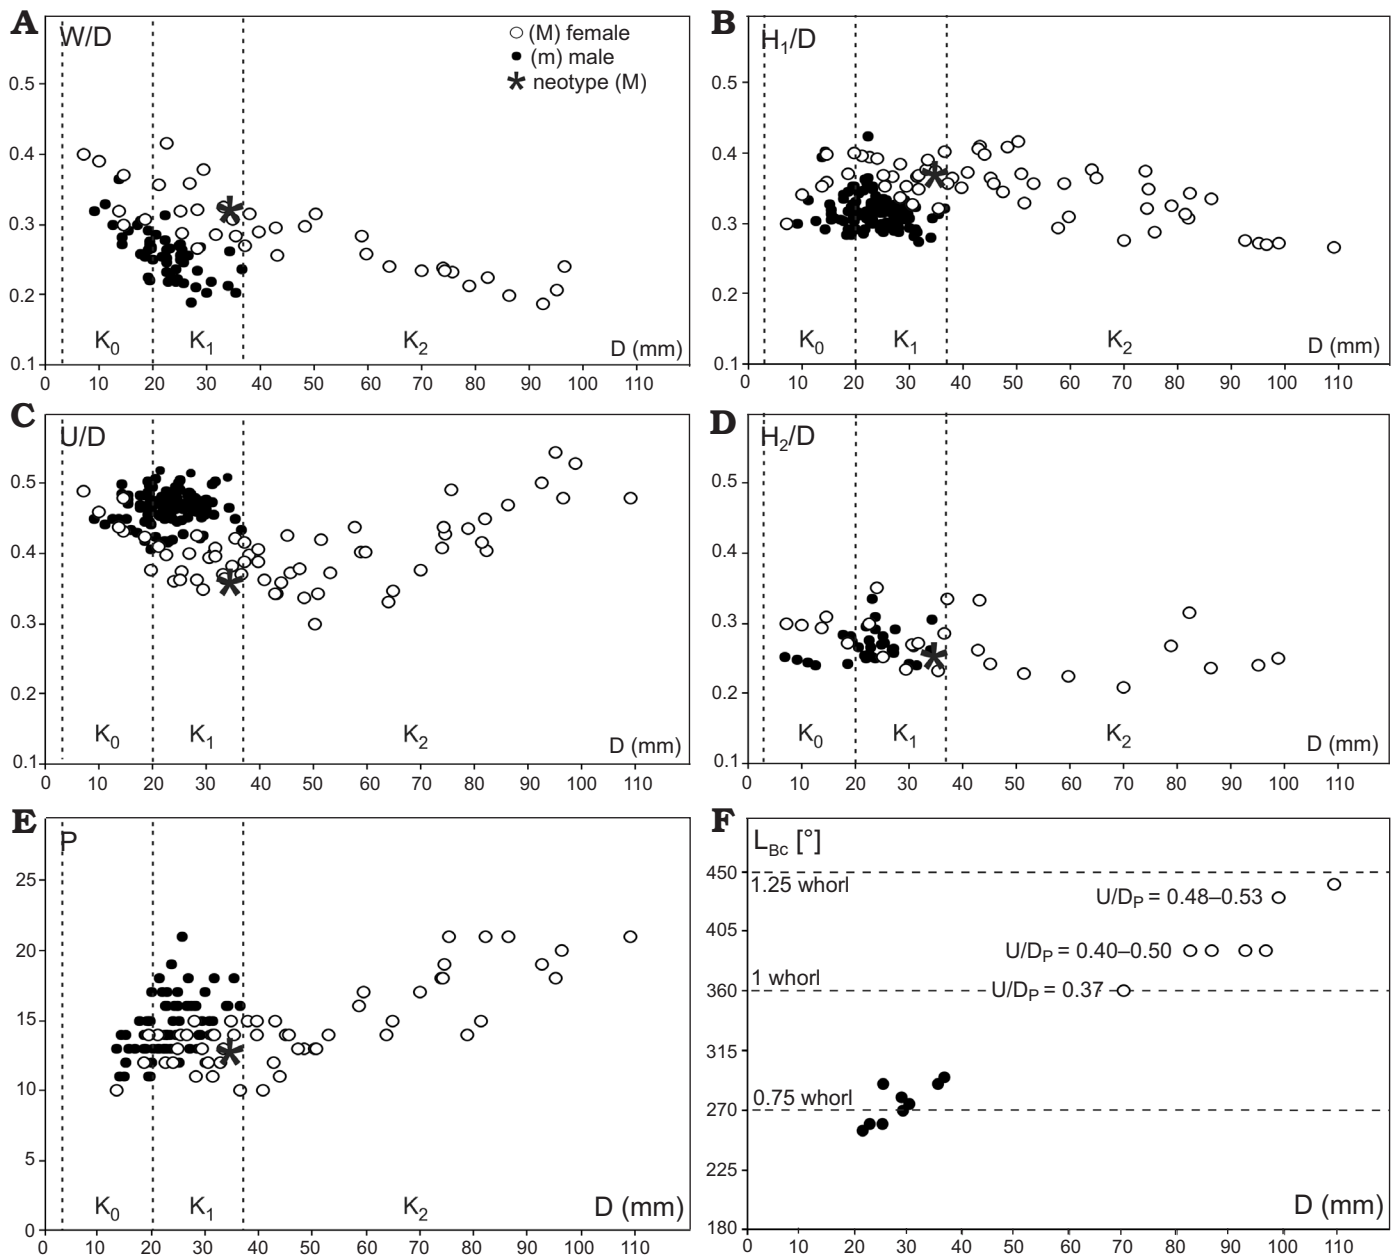 A
W/D
(M) female
(m) male
neotype (M)
0.5
0.4
0.3
0.2
0.1
K0 K1 K2 D (mm)
0 10 20 30 40 50 60 70 80 90 100 110
B
H1/D
0.5
0.4
0.3
0.2
0.1
K0 K1 K2 D (mm)
0 10 20 30 40 50 60 70 80 90 100 110
C
U/D
0.5
0.4
0.3
0.2
0.1
K0 K1 K2 D (mm)
0 10 20 30 40 50 60 70 80 90 100 110
D
H2/D
0.5
0.4
0.3
0.2
0.1
K0 K1 K2 D (mm)
0 10 20 30 40 50 60 70 80 90 100 110
E
P
25
20
15
10
5
0
K0 K1 K2 D (mm)
0 10 20 30 40 50 60 70 80 90 100 110
F
LBc [°]
450
1.25 whorl
U/DP = 0.48–0.53
405
U/DP = 0.40–0.50
1 whorl
360
U/DP = 0.37
315
0.75 whorl
270
225
180
D (mm)
0 10 20 30 40 50 60 70 80 90 100 110